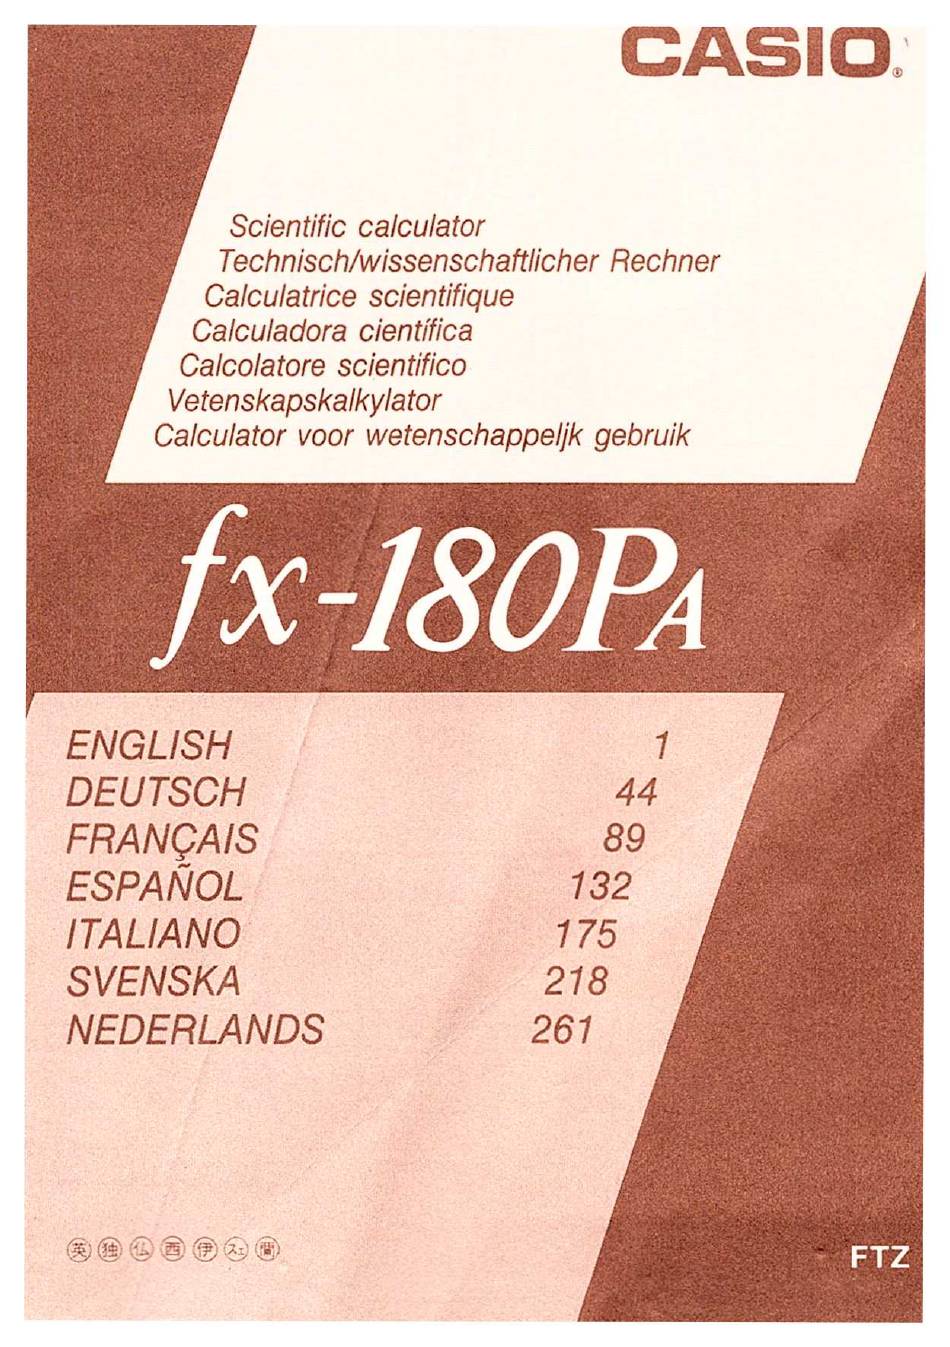 CASIO®
Scientific calculator
Technisch/wissenschaftlicher Rechner
Calculatrice scientifique
Calculadora científica
Calcolatore scientifico
Vetenskapskalkylator
Calculator voor wetenschappeljk gebruik
fx-180PA
ENGLISH 1
DEUTSCH 44
FRANÇAIS 89
ESPAÑOL 132
ITALIANO 175
SVENSKA 218
NEDERLANDS 261
英 独 仏 西 伊 スェ
FTZ